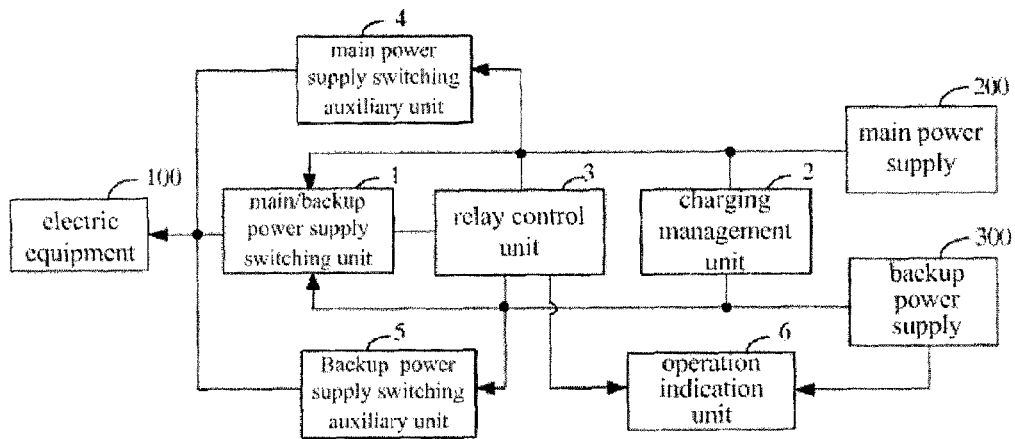 4
main power
supply switching
auxiliary unit
200
main power
supply
100
electric
equipment
1
main/backup
power supply
switching unit
3
relay control
unit
2
charging
management
unit
300
backup
power
supply
5
Backup power
supply switching
auxiliary unit
6
operation
indication
unit